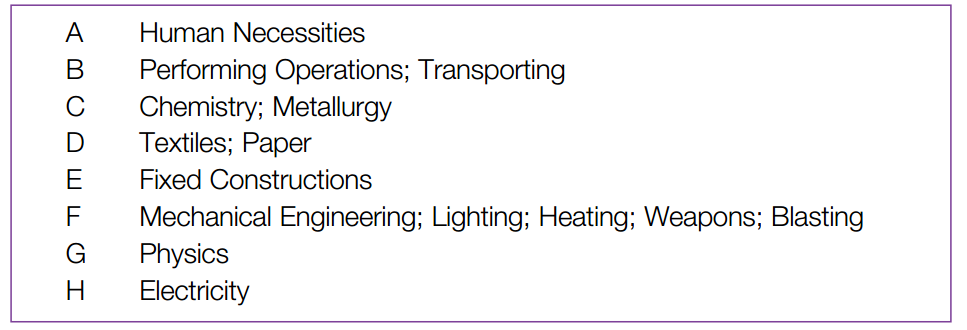 A Human Necessities
B Performing Operations; Transporting
C Chemistry; Metallurgy
D Textiles; Paper
E Fixed Constructions
F Mechanical Engineering; Lighting; Heating; Weapons; Blasting
G Physics
H Electricity